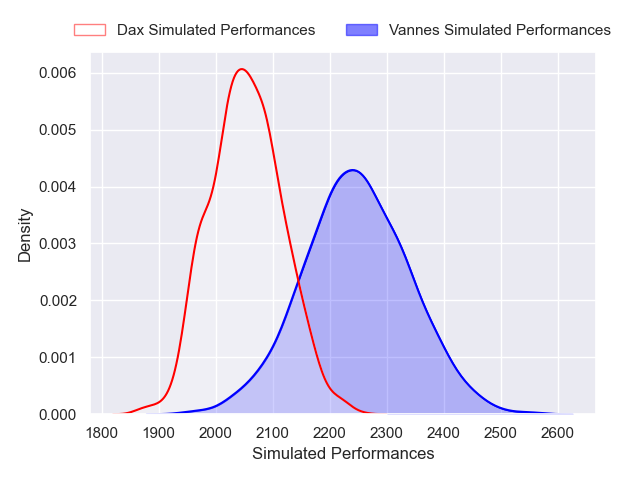 Dax Simulated Performances
Vannes Simulated Performances
0.006
0.005
0.004
0.003
0.002
0.001
0.000
Density
1800 1900 2000 2100 2200 2300 2400 2500 2600
Simulated Performances